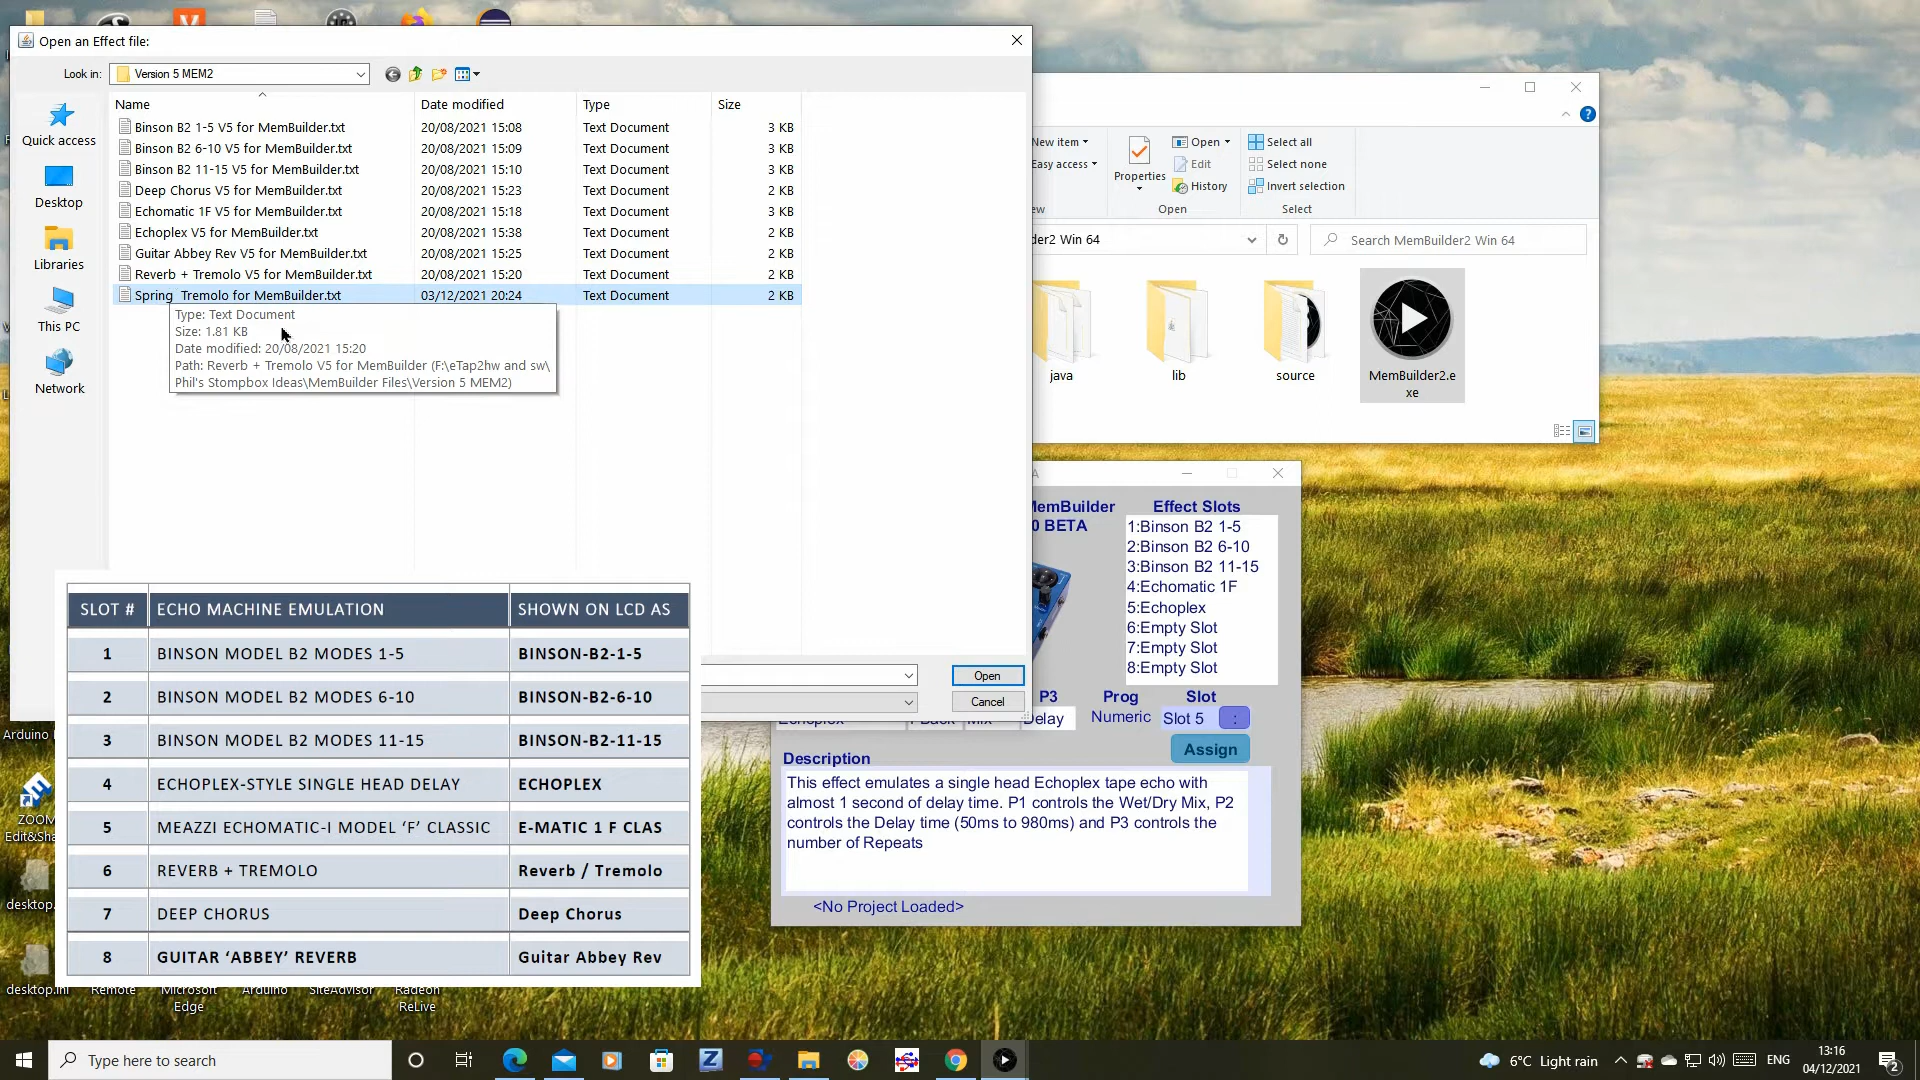 Open an Effect file:
Look in:
Version 5 MEM2
Name
Date modified
Type
Size
Quick access
Desktop
Libraries
This PC
Network
Binson B2 1-5 V5 for MemBuilder.txt 20/08/2021 15:08 Text Document 3 KB
Binson B2 6-10 V5 for MemBuilder.txt 20/08/2021 15:09 Text Document 3 KB
Binson B2 11-15 V5 for MemBuilder.txt 20/08/2021 15:10 Text Document 3 KB
Deep Chorus V5 for MemBuilder.txt 20/08/2021 15:23 Text Document 2 KB
Echomatic 1F V5 for MemBuilder.txt 20/08/2021 15:18 Text Document 3 KB
Echoplex V5 for MemBuilder.txt 20/08/2021 15:38 Text Document 2 KB
Guitar Abbey Rev V5 for MemBuilder.txt 20/08/2021 15:25 Text Document 2 KB
Reverb + Tremolo V5 for MemBuilder.txt 20/08/2021 15:20 Text Document 2 KB
Spring_Tremolo for MemBuilder.txt 03/12/2021 20:24 Text Document 2 KB
Type: Text Document
Size: 1.81 KB
Date modified: 20/08/2021 15:20
Path: Reverb + Tremolo V5 for MemBuilder (F:\eTap2hw and sw\
Phil's Stompbox Ideas\MemBuilder Files\Version 5 MEM2)
Open
Cancel
New item
Easy access
Properties
Open
Edit
History
Open
Select all
Select none
Invert selection
Select
der2 Win 64
Search MemBuilder2 Win 64
java
lib
source
MemBuilder2.e
xe
MemBuilder
0 BETA
Effect Slots
1:Binson B2 1-5
2:Binson B2 6-10
3:Binson B2 11-15
4:Echomatic 1F
5:Echoplex
6:Empty Slot
7:Empty Slot
8:Empty Slot
P3
Prog
Slot
Delay
Numeric
Slot 5
:
Assign
Description
This effect emulates a single head Echoplex tape echo with
almost 1 second of delay time. P1 controls the Wet/Dry Mix, P2
controls the Delay time (50ms to 980ms) and P3 controls the
number of Repeats
<No Project Loaded>
SLOT # ECHO MACHINE EMULATION SHOWN ON LCD AS
1 BINSON MODEL B2 MODES 1-5 BINSON-B2-1-5
2 BINSON MODEL B2 MODES 6-10 BINSON-B2-6-10
3 BINSON MODEL B2 MODES 11-15 BINSON-B2-11-15
4 ECHOPLEX-STYLE SINGLE HEAD DELAY ECHOPLEX
5 MEAZZI ECHOMATIC-I MODEL ‘F’ CLASSIC E-MATIC 1 F CLAS
6 REVERB + TREMOLO Reverb / Tremolo
7 DEEP CHORUS Deep Chorus
8 GUITAR ‘ABBEY’ REVERB Guitar Abbey Rev
Arduino
ZOOM
Edit&Sha
desktop.
desktop.ini
Remote
Microsoft
Edge
Arduino
SiteAdvisor
Radeon
ReLive
Type here to search
6°C Light rain
ENG
13:16
04/12/2021
2